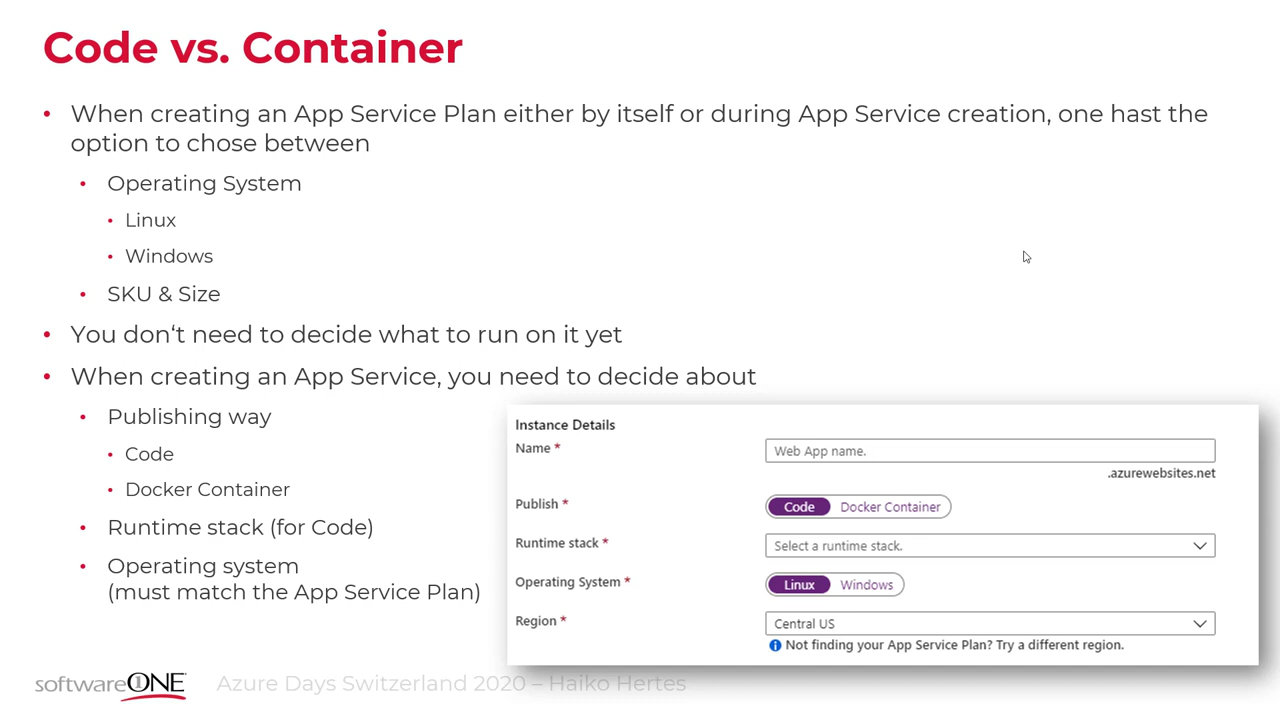 Code vs. Container
• When creating an App Service Plan either by itself or during App Service creation, one hast the
option to chose between
• Operating System
• Linux
• Windows
• SKU & Size
• You don‘t need to decide what to run on it yet
• When creating an App Service, you need to decide about
• Publishing way
• Code
• Docker Container
• Runtime stack (for Code)
• Operating system
(must match the App Service Plan)
Instance Details
Name * Web App name.
.azurewebsites.net
Publish * Code Docker Container
Runtime stack * Select a runtime stack.
Operating System * Linux Windows
Region * Central US
Not finding your App Service Plan? Try a different region.
softwareONE Azure Days Switzerland 2020 – Haiko Hertes